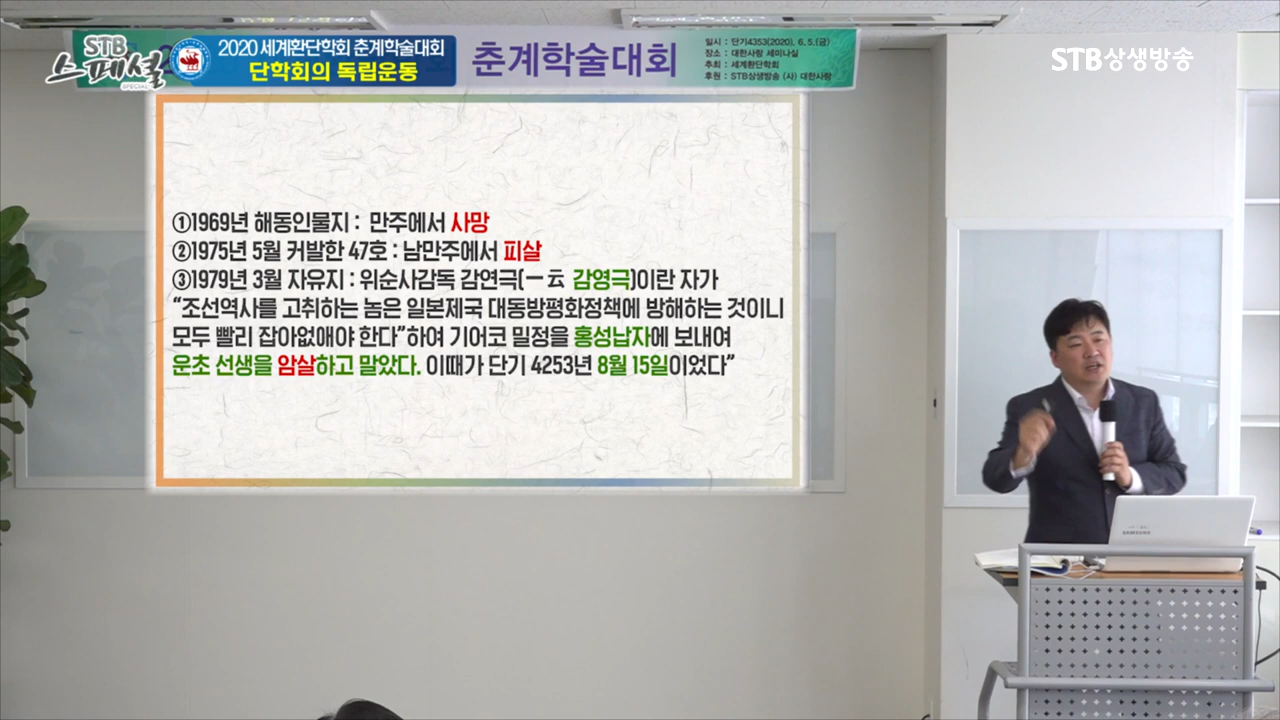 STB
스페셜
SPECIAL
2020 세계환단학회 춘계학술대회
단학회의 독립운동
춘계학술대회
일시 : 단기4353(2020), 6. 5.(금)
장소 : 대한사랑 세미나실
주최 : 세계환단학회
후원 : STB상생방송 (사) 대한사랑
STB상생방송
①1969년 해동인물지 : 만주에서 사망
②1975년 5월 커발한 47호 : 남만주에서 피살
③1979년 3월 자유지 : 위순사감독 감연극(ㅡ云 감영극)이란 자가
“조선역사를 고취하는 놈은 일본제국 대동방평화정책에 방해하는 것이니
모두 빨리 잡아없애야 한다”하여 기어코 밀정을 홍성납자에 보내여
운초 선생을 암살하고 말았다. 이때가 단기 4253년 8월 15일이었다”
SAMSUNG